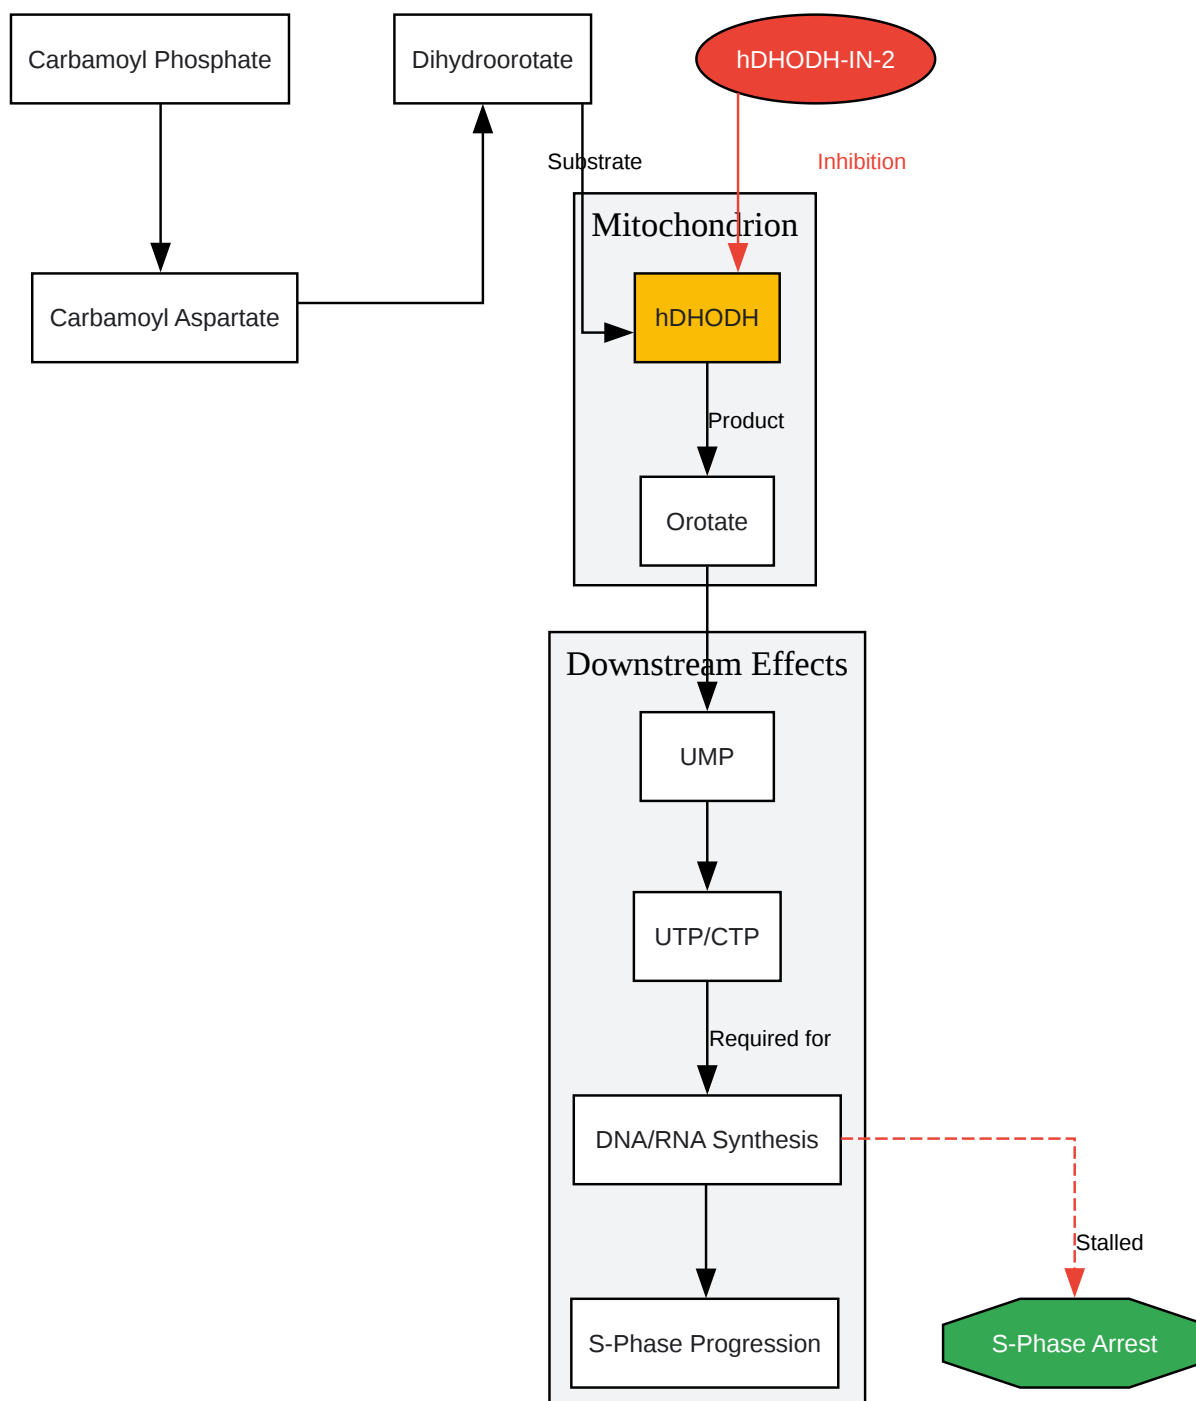 Carbamoyl Phosphate
Dihydroorotate
hDHODH-IN-2
Substrate
Inhibition
Mitochondrion
Carbamoyl Aspartate
hDHODH
Product
Orotate
Downstream Effects
UMP
UTP/CTP
Required for
DNA/RNA Synthesis
Stalled
S-Phase Progression
S-Phase Arrest